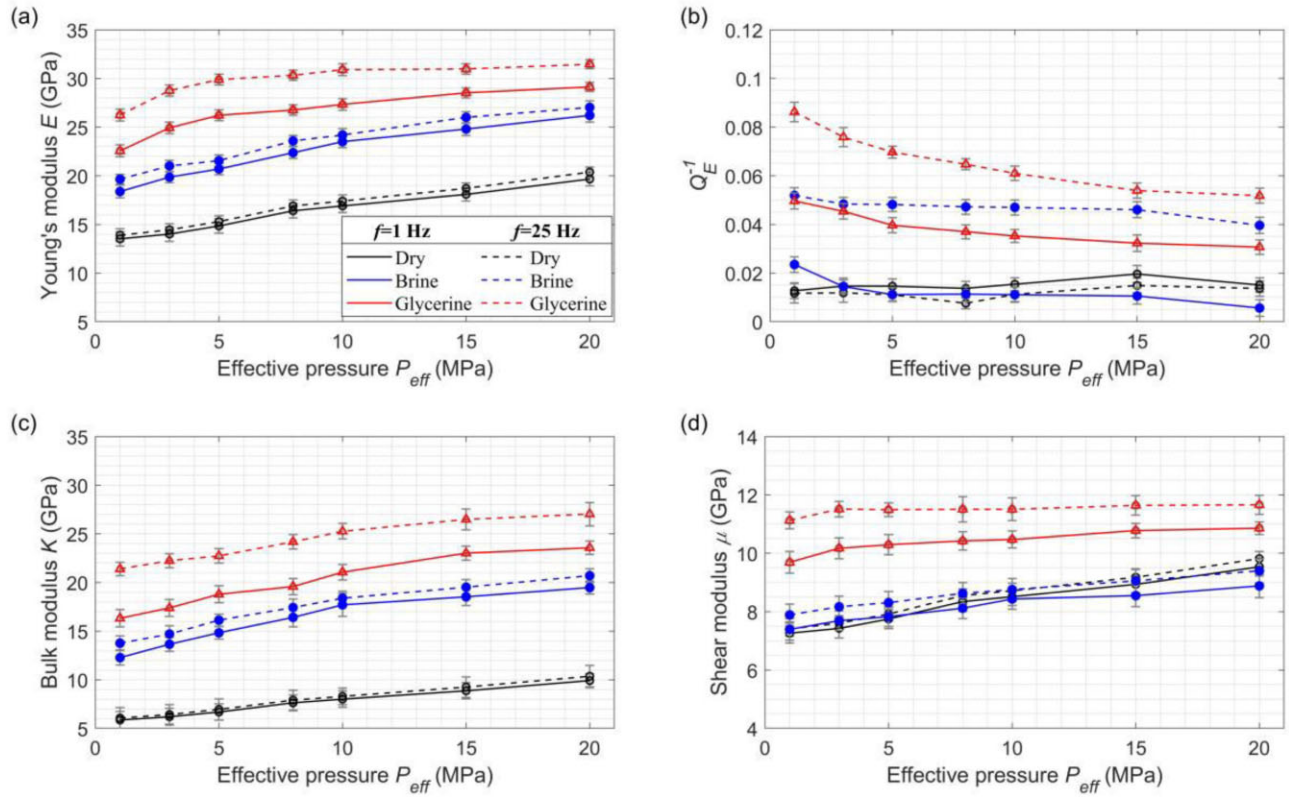 (a)
35
30
25
20
15
10
5
Young's modulus E (GPa)
f=1 Hz f=25 Hz
Dry Dry
Brine Brine
Glycerine Glycerine
0 5 10 15 20
Effective pressure P_eff (MPa)
(b)
0.12
0.1
0.08
0.06
0.04
0.02
0
Q_E^-1
0 5 10 15 20
Effective pressure P_eff (MPa)
(c)
35
30
25
20
15
10
5
Bulk modulus K (GPa)
0 5 10 15 20
Effective pressure P_eff (MPa)
(d)
14
12
10
8
6
4
Shear modulus μ (GPa)
0 5 10 15 20
Effective pressure P_eff (MPa)